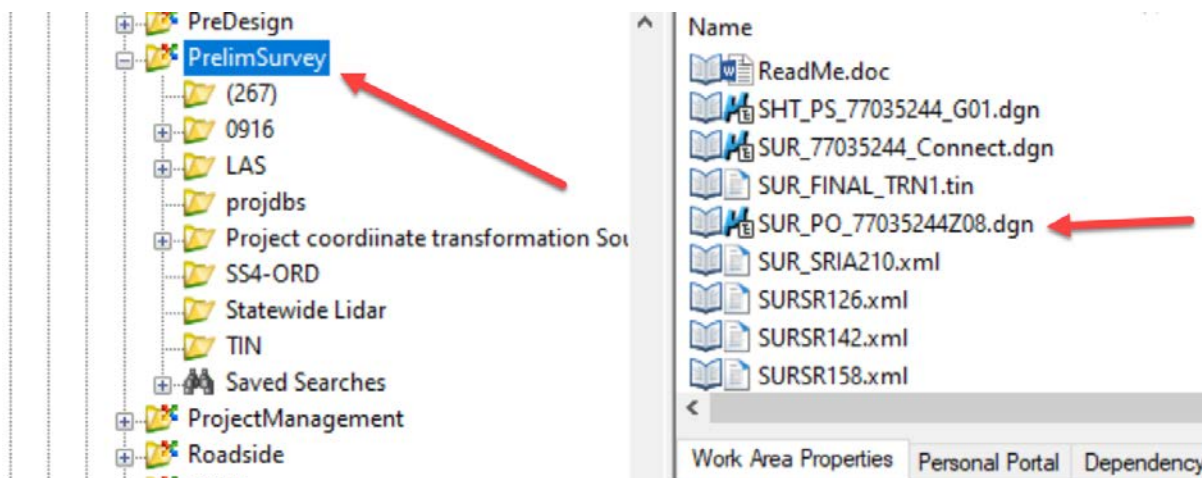 PreDesign
PrelimSurvey
(267)
0916
LAS
projdbs
Project coordiinate transformation Sou
SS4-ORD
Statewide Lidar
TIN
Saved Searches
ProjectManagement
Roadside
Name
ReadMe.doc
SHT_PS_77035244_G01.dgn
SUR_77035244_Connect.dgn
SUR_FINAL_TRN1.tin
SUR_PO_77035244Z08.dgn
SUR_SRIA210.xml
SURSR126.xml
SURSR142.xml
SURSR158.xml
Work Area Properties Personal Portal Dependency